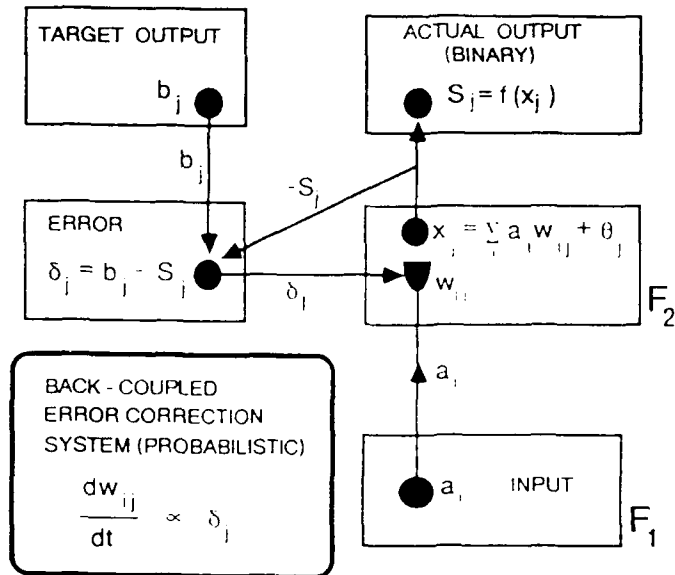 TARGET OUTPUT
b_j
b_j
ACTUAL OUTPUT
(BINARY)
S_j = f(x_j)
-S_j
ERROR
δ_j = b_j - S_j
δ_j
x_j = Σ_i a_i w_ij + θ_j
w_ij
F_2
a_i
BACK - COUPLED
ERROR CORRECTION
SYSTEM (PROBABILISTIC)
dw_ij
dt
∝ δ_j
a_i INPUT
F_1